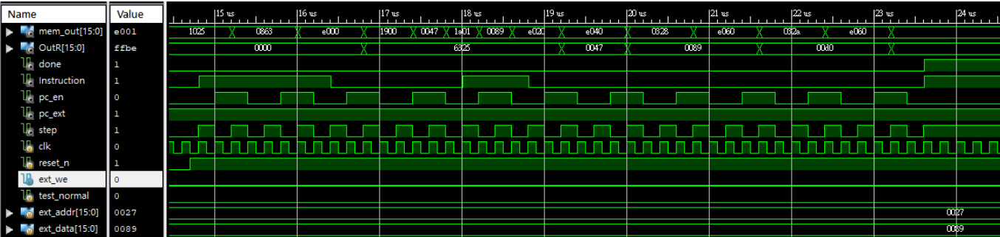 Name Value 15 us 16 us 17 us 18 us 19 us 20 us 21 us 22 us 23 us 24 us
mem_out[15:0] e001 1025 0863 e000 1900 0047 1e01 0089 e020 e040 0328 e060 032a e060
OutR[15:0] ffbe 0000 6325 0047 0089 00d0
done 1
Instruction 1
pc_en 0
pc_ext 1
step 1
clk 0
reset_n 1
ext_we 0
test_normal 0
ext_addr[15:0] 0027 0027
ext_data[15:0] 0089 0089